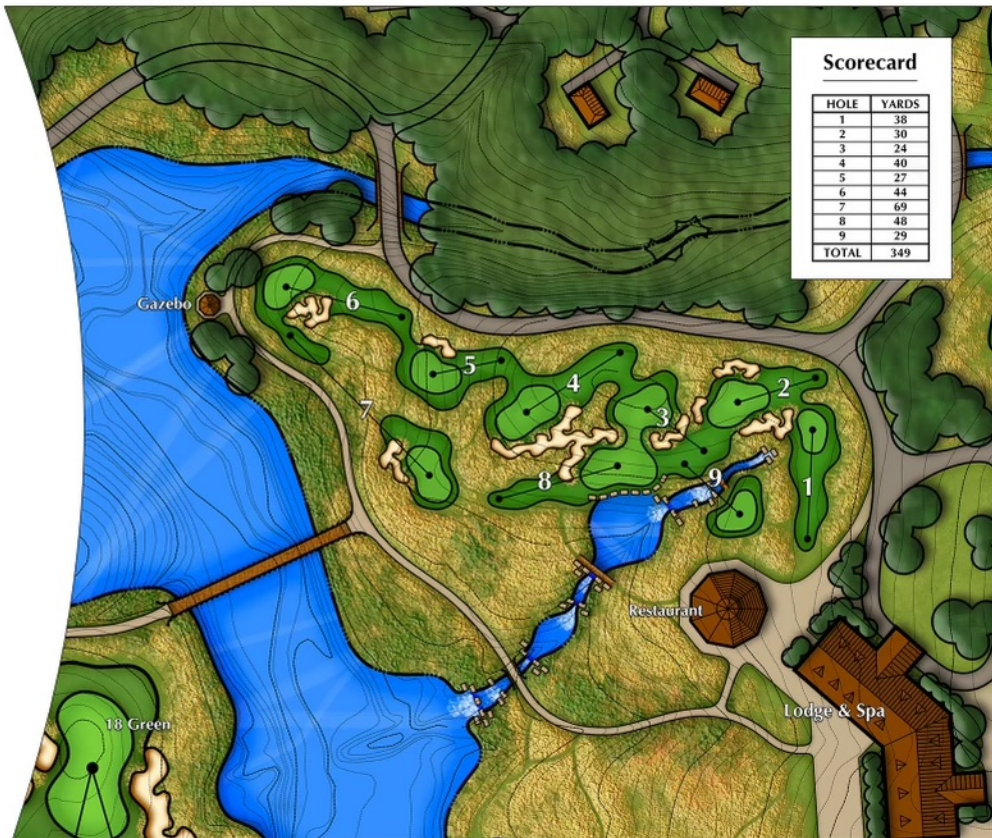 Scorecard
HOLE YARDS
1 38
2 30
3 24
4 40
5 27
6 44
7 69
8 48
9 29
TOTAL 349
Gazebo
6
5
4
2
7
3
8
9
1
Restaurant
Lodge & Spa
18 Green